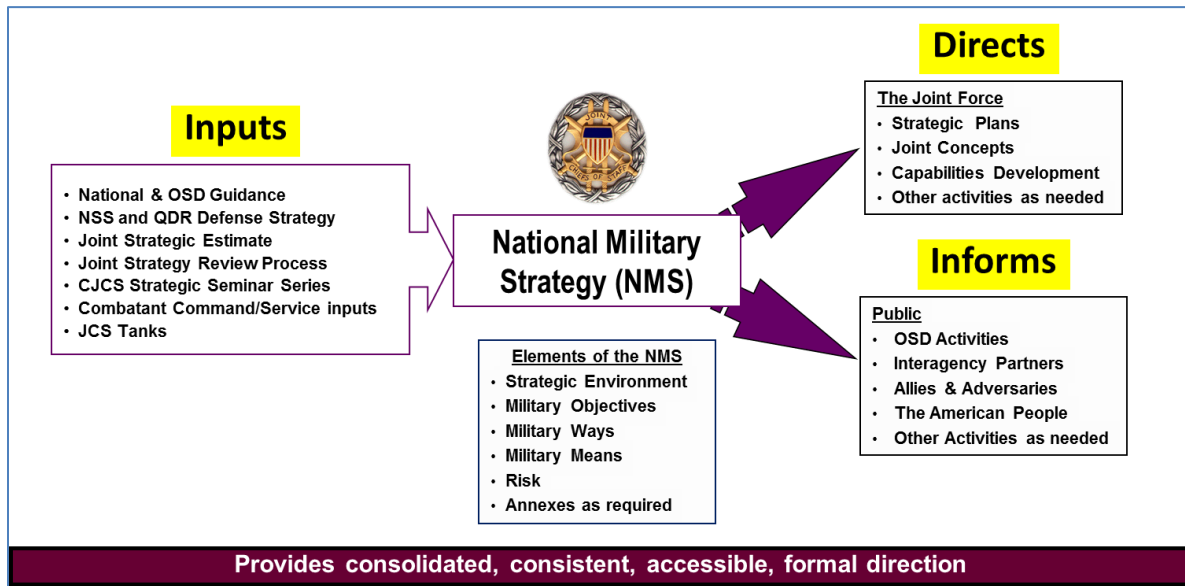 Inputs
• National & OSD Guidance
• NSS and QDR Defense Strategy
• Joint Strategic Estimate
• Joint Strategy Review Process
• CJCS Strategic Seminar Series
• Combatant Command/Service inputs
• JCS Tanks
JOINT
CHIEFS OF STAFF
National Military
Strategy (NMS)
Elements of the NMS
• Strategic Environment
• Military Objectives
• Military Ways
• Military Means
• Risk
• Annexes as required
Directs
The Joint Force
• Strategic Plans
• Joint Concepts
• Capabilities Development
• Other activities as needed
Informs
Public
• OSD Activities
• Interagency Partners
• Allies & Adversaries
• The American People
• Other Activities as needed
Provides consolidated, consistent, accessible, formal direction